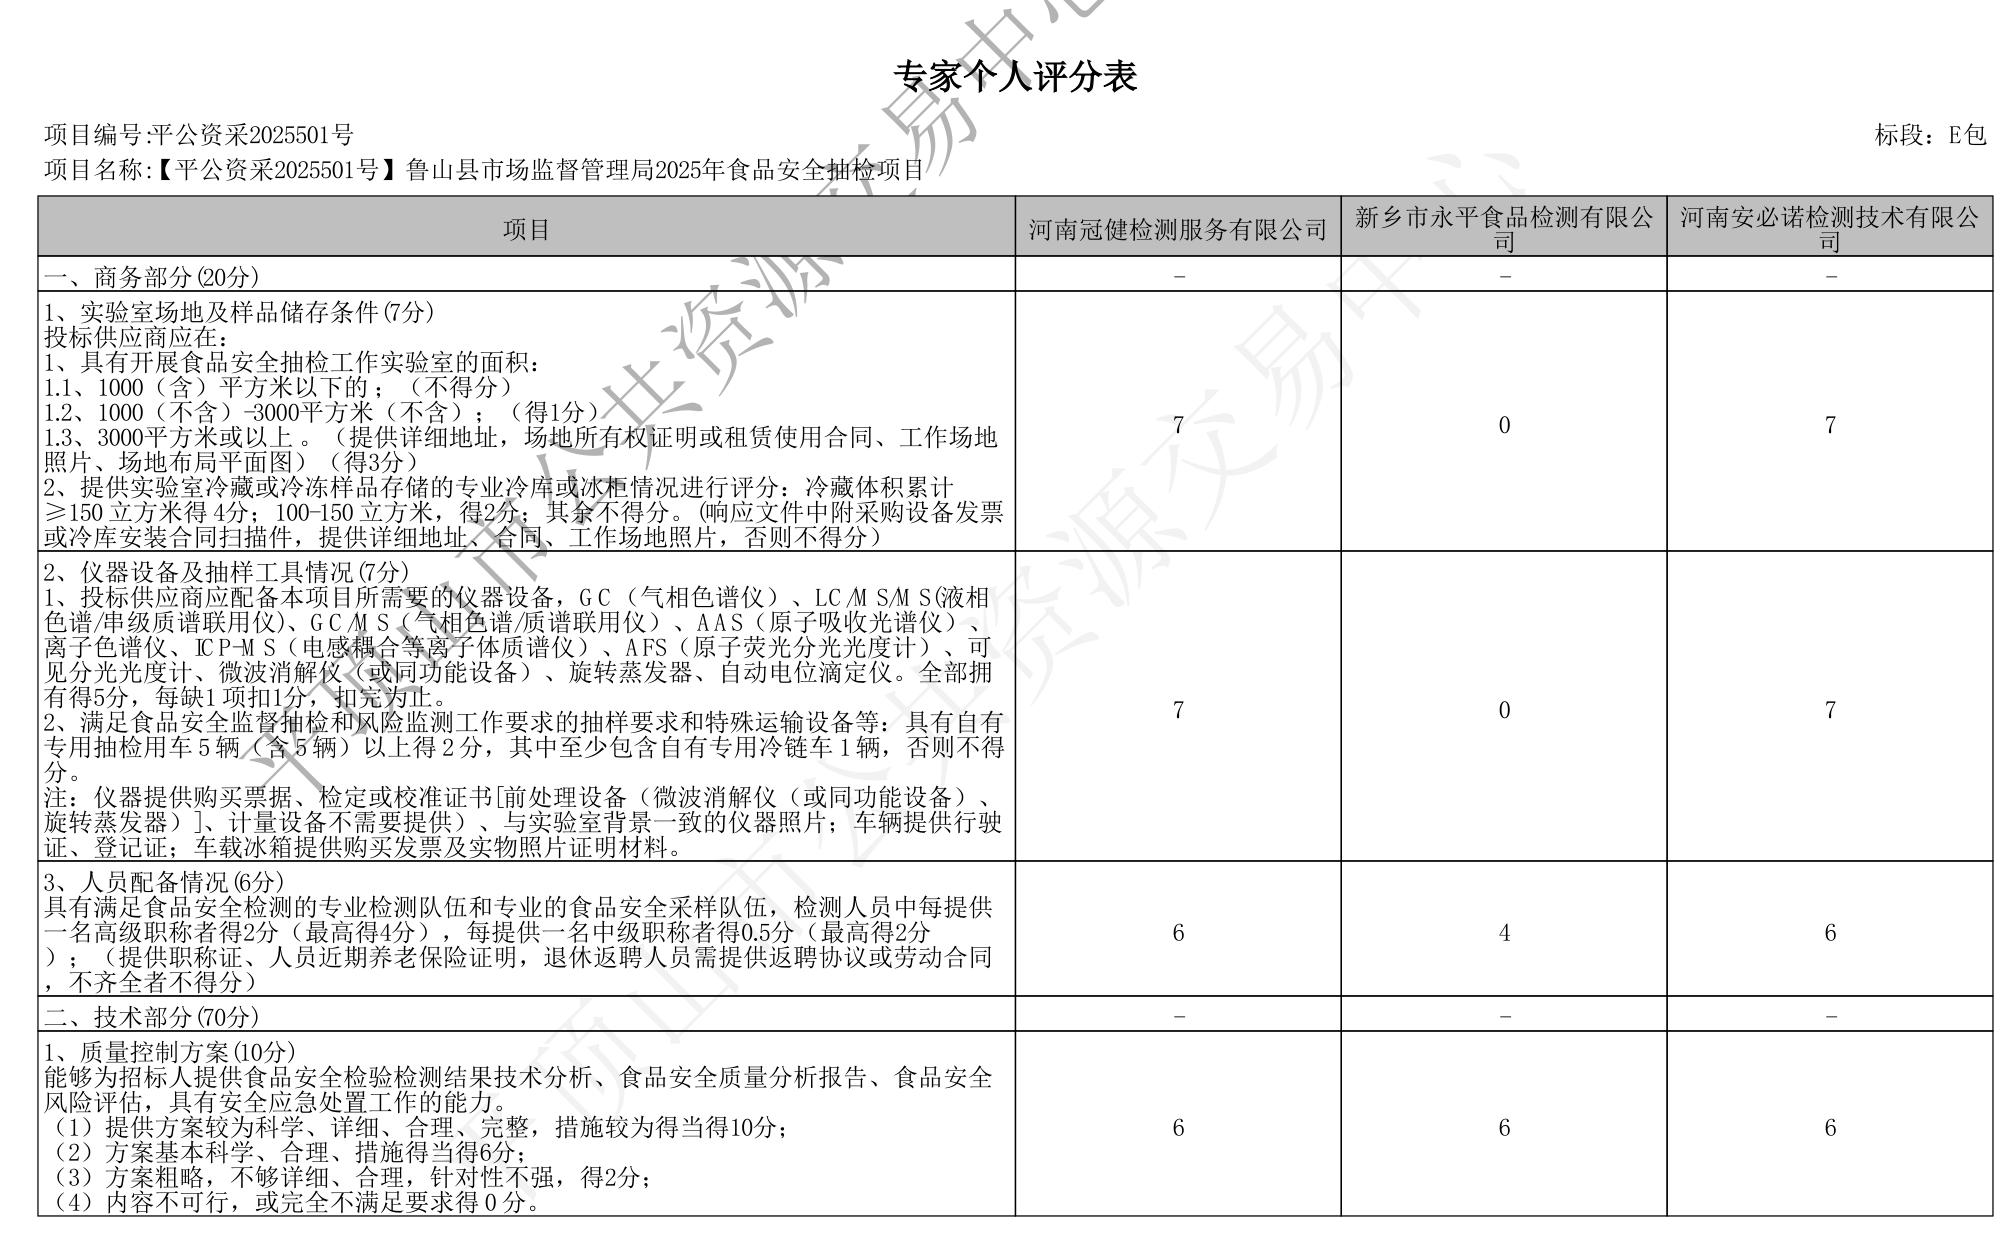 专家个人评分表
项目编号:平公资采2025501号
标段：E包
项目名称:【平公资采2025501号】鲁山县市场监督管理局2025年食品安全抽检项目
项目
河南冠健检测服务有限公司
新乡市永平食品检测有限公
司
河南安必诺检测技术有限公
司
一、商务部分(20分)
-
-
-
1、实验室场地及样品储存条件(7分)
投标供应商应在：
1、具有开展食品安全抽检工作实验室的面积：
1.1、1000（含）平方米以下的；（不得分）
1.2、1000（不含）-3000平方米（不含）；（得1分）
1.3、3000平方米或以上。（提供详细地址，场地所有权证明或租赁使用合同、工作场地
照片、场地布局平面图）（得3分）
2、提供实验室冷藏或冷冻样品存储的专业冷库或冰柜情况进行评分：冷藏体积累计
≥150立方米得4分；100-150立方米，得2分；其余不得分。(响应文件中附采购设备发票
或冷库安装合同扫描件，提供详细地址、合同、工作场地照片，否则不得分）
7
0
7
2、仪器设备及抽样工具情况(7分)
1、投标供应商应配备本项目所需要的仪器设备，GC（气相色谱仪）、LC/MS/MS(液相
色谱/串级质谱联用仪)、GC/MS（气相色谱/质谱联用仪）、AAS（原子吸收光谱仪）、
离子色谱仪、ICP-MS（电感耦合等离子体质谱仪）、AFS（原子荧光分光光度计）、可
见分光光度计、微波消解仪（或同功能设备）、旋转蒸发器、自动电位滴定仪。全部拥
有得5分，每缺1项扣1分，扣完为止。
2、满足食品安全监督抽检和风险监测工作要求的抽样要求和特殊运输设备等：具有自有
专用抽检用车5辆（含5辆）以上得2分，其中至少包含自有专用冷链车1辆，否则不得
分。
注：仪器提供购买票据、检定或校准证书[前处理设备（微波消解仪（或同功能设备）、
旋转蒸发器）]、计量设备不需要提供）、与实验室背景一致的仪器照片；车辆提供行驶
证、登记证；车载冰箱提供购买发票及实物照片证明材料。
7
0
7
3、人员配备情况(6分)
具有满足食品安全检测的专业检测队伍和专业的食品安全采样队伍，检测人员中每提供
一名高级职称者得2分（最高得4分），每提供一名中级职称者得0.5分（最高得2分
）；（提供职称证、人员近期养老保险证明，退休返聘人员需提供返聘协议或劳动合同
，不齐全者不得分）
6
4
6
二、技术部分(70分)
-
-
-
1、质量控制方案(10分)
能够为招标人提供食品安全检验检测结果技术分析、食品安全质量分析报告、食品安全
风险评估，具有安全应急处置工作的能力。
（1）提供方案较为科学、详细、合理、完整，措施较为得当得10分；
（2）方案基本科学、合理、措施得当得6分；
（3）方案粗略，不够详细、合理，针对性不强，得2分；
（4）内容不可行，或完全不满足要求得0分。
6
6
6
平顶山市公共资源交易中心
平顶山市公共资源交易中心